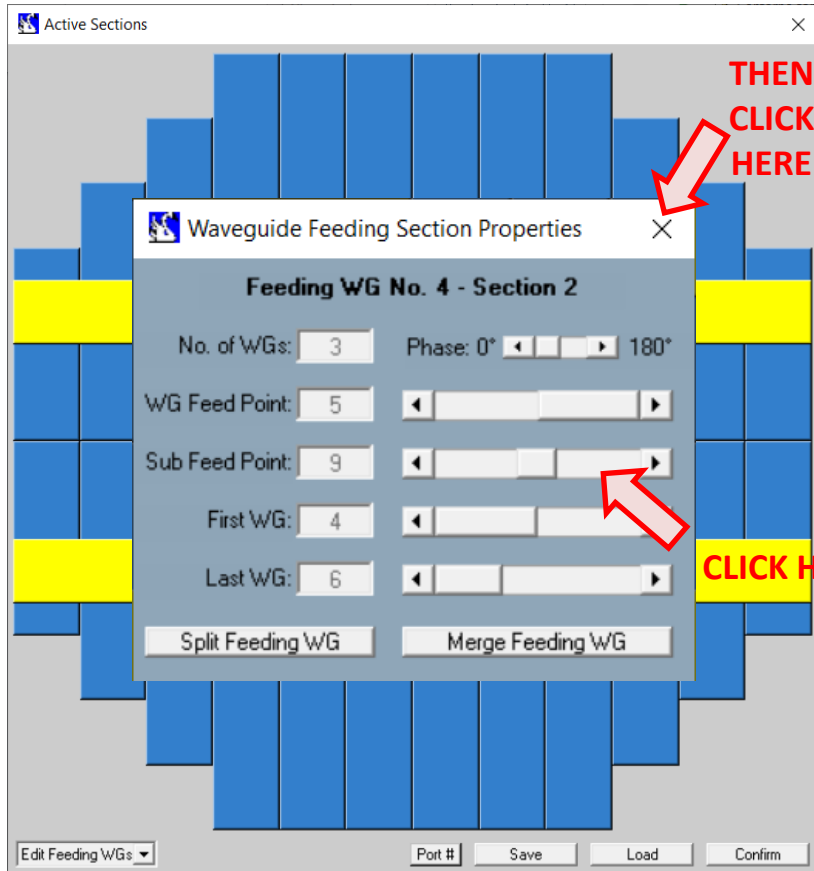 Active Sections
THEN
CLICK
HERE
Waveguide Feeding Section Properties
Feeding WG No. 4 - Section 2
No. of WGs: 3 Phase: 0° 180°
WG Feed Point: 5
Sub Feed Point: 9
First WG: 4
Last WG: 6
CLICK H
Split Feeding WG Merge Feeding WG
Edit Feeding WGs Port # Save Load Confirm